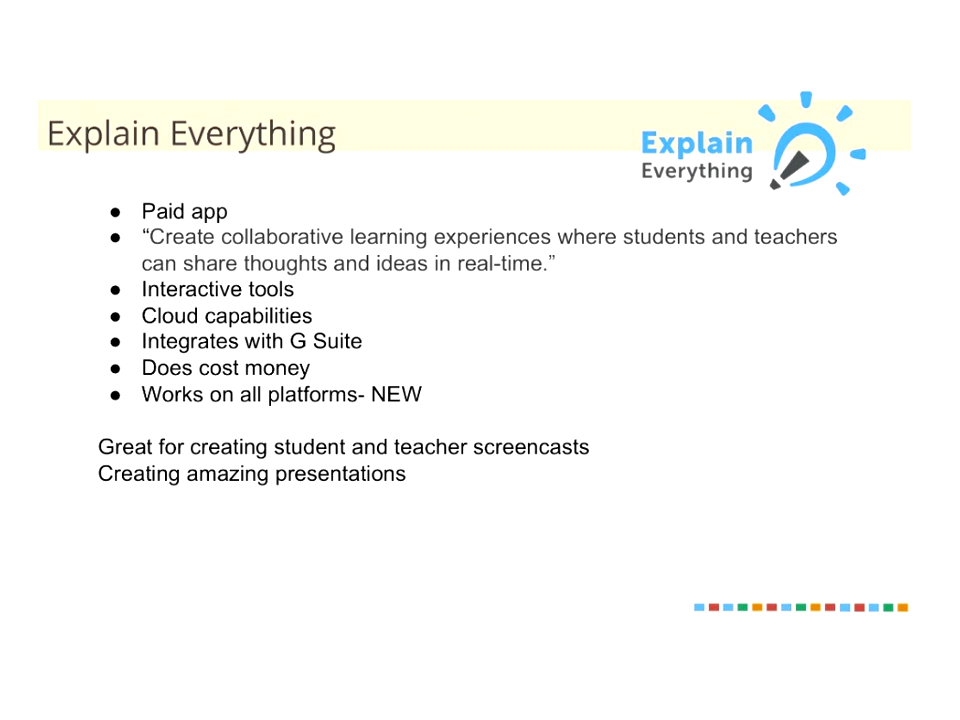 Explain Everything
Explain
Everything
● Paid app
● “Create collaborative learning experiences where students and teachers
can share thoughts and ideas in real-time.”
● Interactive tools
● Cloud capabilities
● Integrates with G Suite
● Does cost money
● Works on all platforms- NEW
Great for creating student and teacher screencasts
Creating amazing presentations